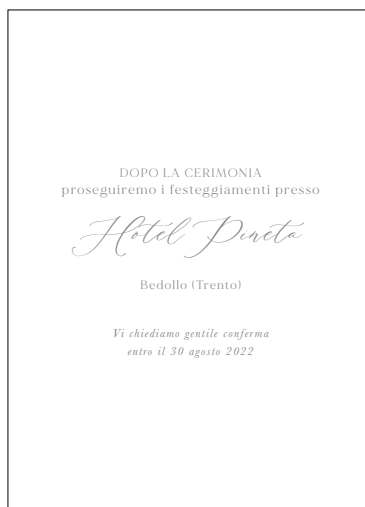 DOPO LA CERIMONIA
proseguiremo i festeggiamenti presso
Hotel Pineta
Bedollo (Trento)
Vi chiediamo gentile conferma
entro il 30 agosto 2022